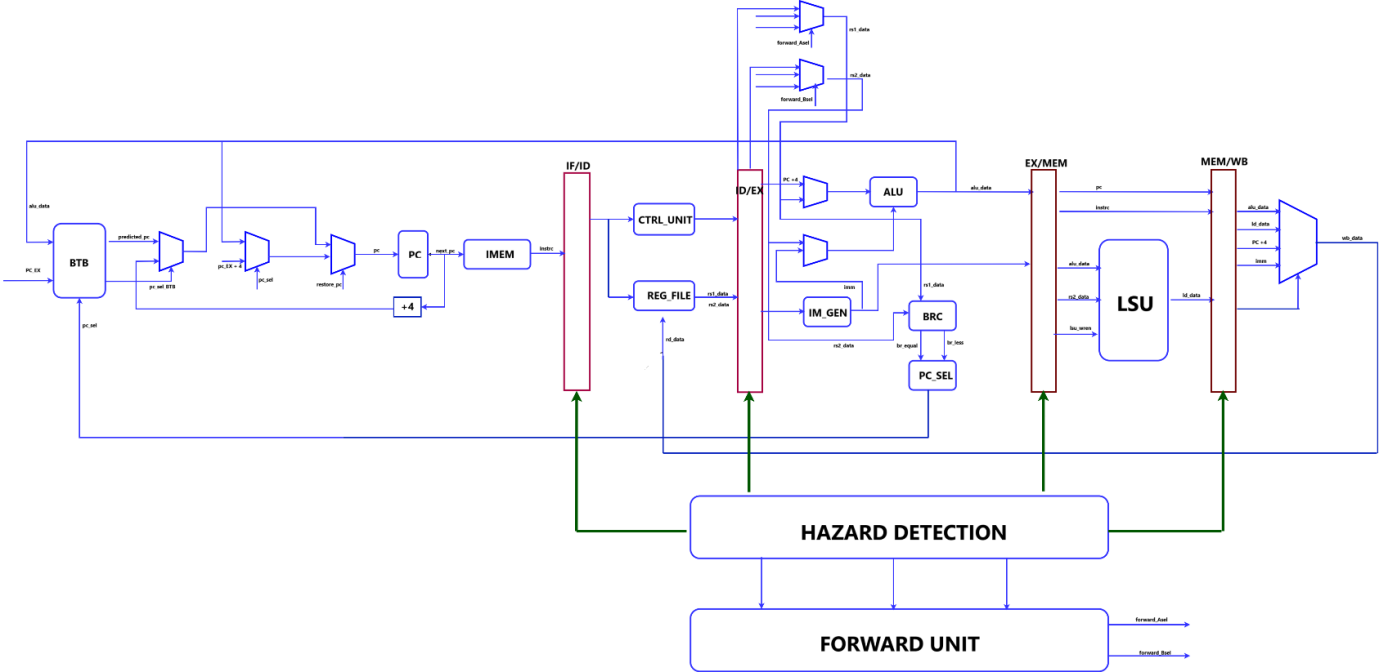 forward_Asel
rs1_data
rs2_data
forward_Bsel
IF/ID
EX/MEM
MEM/WB
ID/EX
PC +4
ALU
alu_data
pc
instrc
alu_data
ld_data
PC +4
imm
wb_data
alu_data
BTB
predicted_pc
PC_EX
pc_sel_BTB
pc_EX + 4
pc_sel
restore_pc
pc
PC
next_pc
IMEM
instrc
+4
CTRL_UNIT
REG_FILE
rs1_data
rs2_data
rd_data
imm
IM_GEN
rs1_data
BRC
rs2_data
br_equal
br_less
PC_SEL
alu_data
rs2_data
lsu_wren
LSU
ld_data
pc_sel
HAZARD DETECTION
FORWARD UNIT
forward_Asel
forward_Bsel